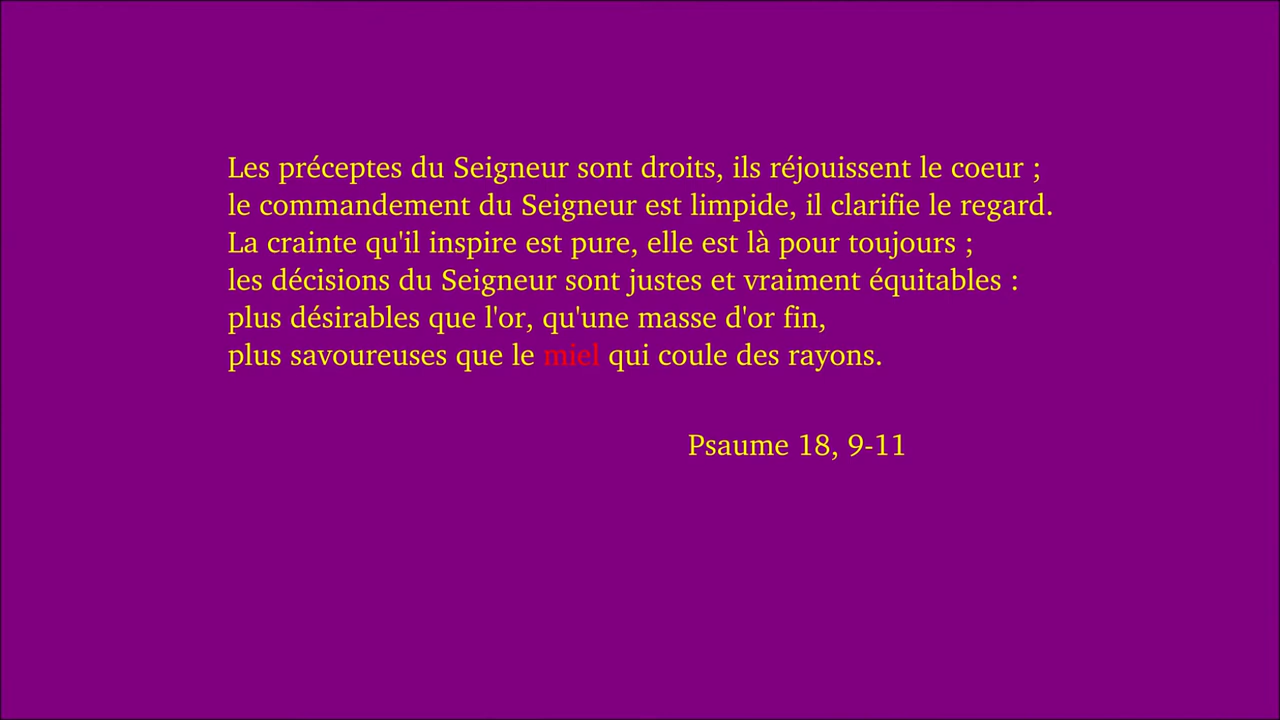 Les préceptes du Seigneur sont droits, ils réjouissent le coeur ;
le commandement du Seigneur est limpide, il clarifie le regard.
La crainte qu'il inspire est pure, elle est là pour toujours ;
les décisions du Seigneur sont justes et vraiment équitables :
plus désirables que l'or, qu'une masse d'or fin,
plus savoureuses que le miel qui coule des rayons.
Psaume 18, 9-11